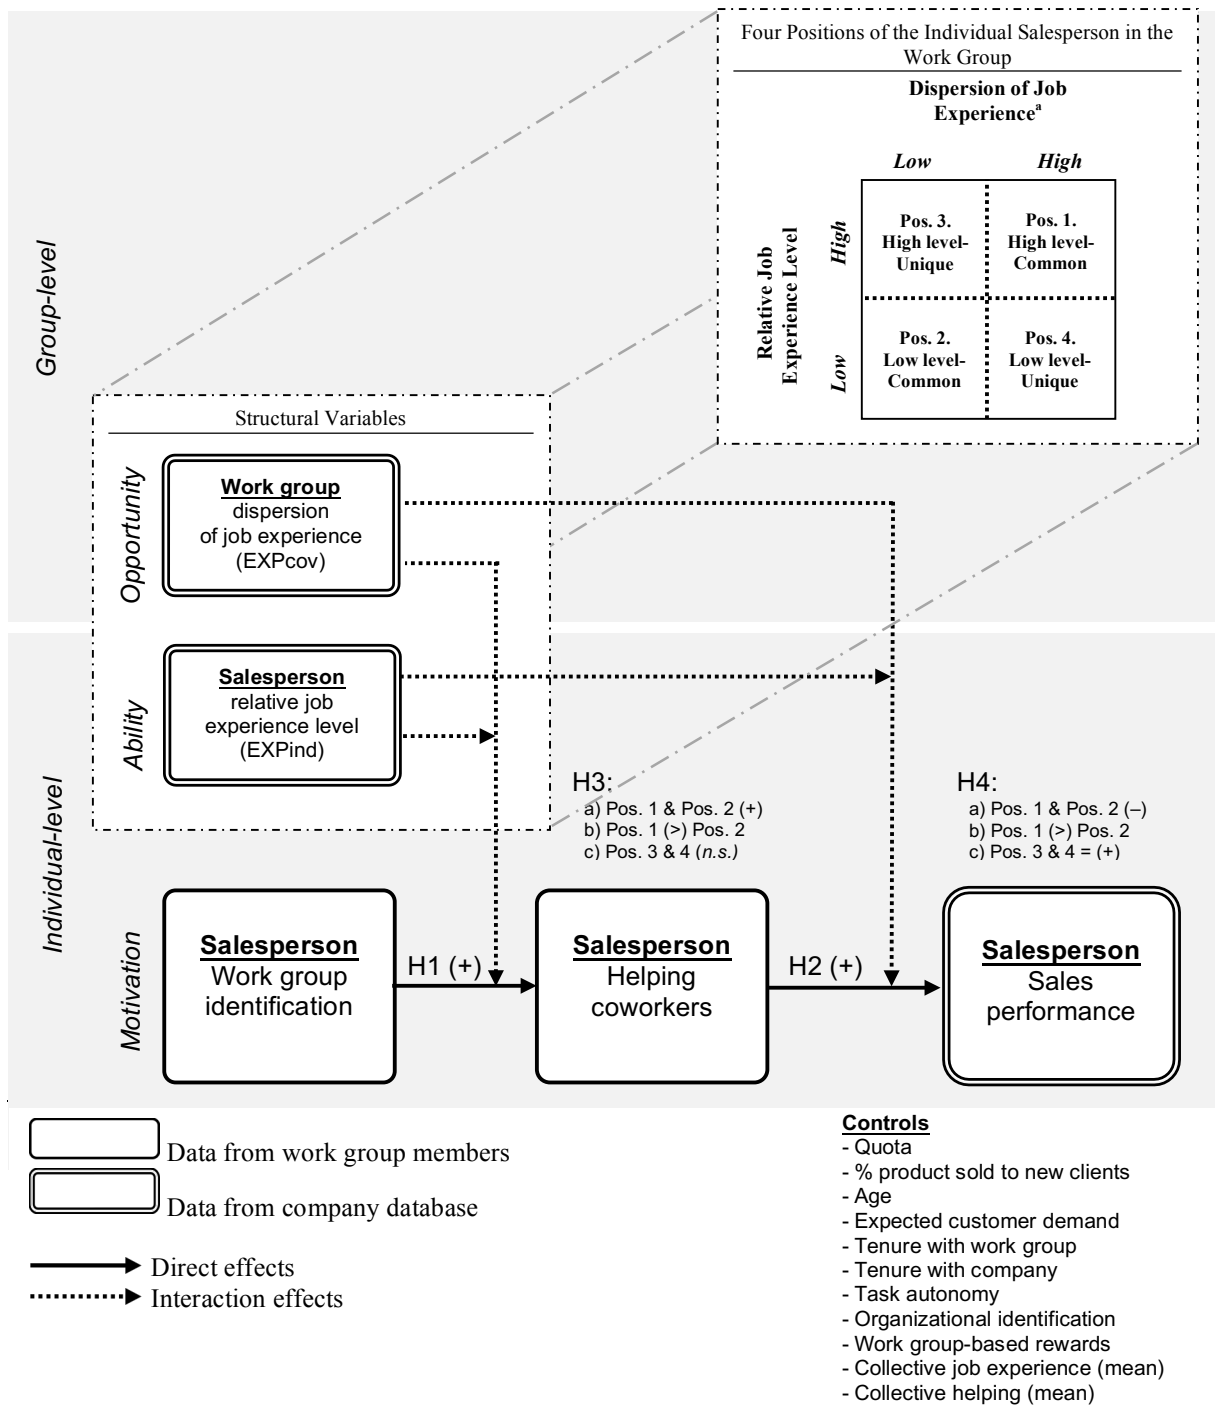 Four Positions of the Individual Salesperson in the
Work Group
Dispersion of Job
Experienceᵃ
Low High
Relative Job
Experience Level
High
Low
Pos. 3.
High level-
Unique
Pos. 1.
High level-
Common
Pos. 2.
Low level-
Common
Pos. 4.
Low level-
Unique
Group-level
Structural Variables
Opportunity
Work group
dispersion
of job experience
(EXPcov)
Ability
Salesperson
relative job
experience level
(EXPind)
Individual-level
H3:
a) Pos. 1 & Pos. 2 (+)
b) Pos. 1 (>) Pos. 2
c) Pos. 3 & 4 (n.s.)
H4:
a) Pos. 1 & Pos. 2 (–)
b) Pos. 1 (>) Pos. 2
c) Pos. 3 & 4 = (+)
Motivation
Salesperson
Work group
identification
H1 (+)
Salesperson
Helping
coworkers
H2 (+)
Salesperson
Sales
performance
Data from work group members
Data from company database
Direct effects
Interaction effects
Controls
- Quota
- % product sold to new clients
- Age
- Expected customer demand
- Tenure with work group
- Tenure with company
- Task autonomy
- Organizational identification
- Work group-based rewards
- Collective job experience (mean)
- Collective helping (mean)